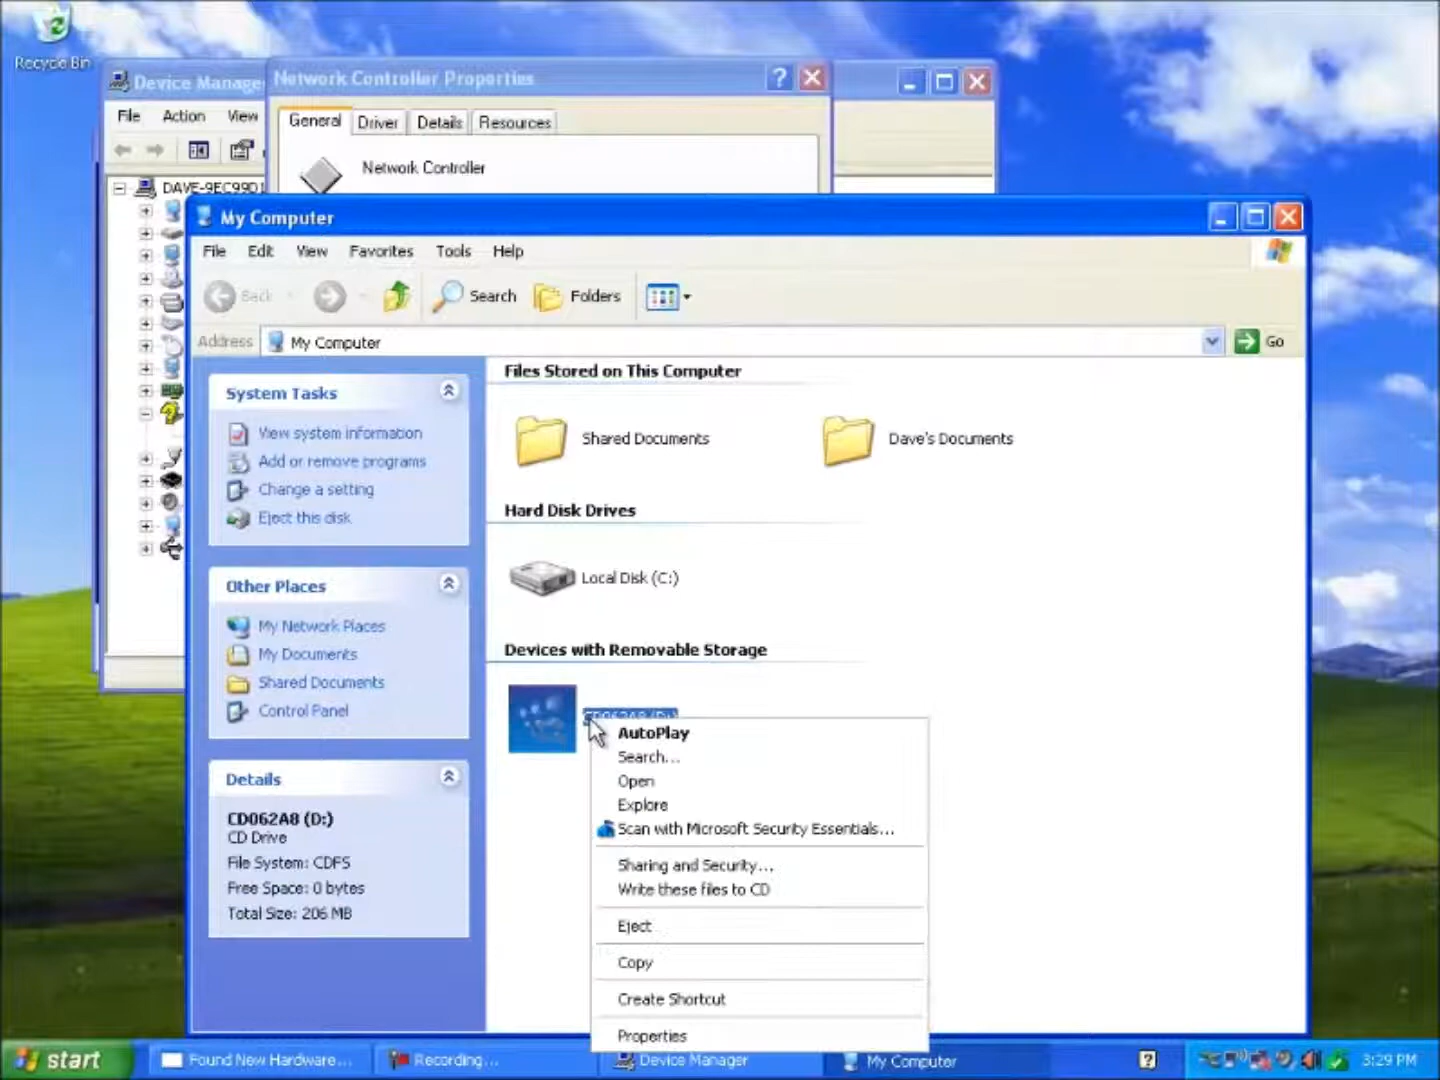 Recycle Bin
Device Manage
Network Controller Properties
File Action View
General Driver Details Resources
Network Controller
DAVE-9EC99D1
My Computer
File Edit View Favorites Tools Help
Back Search Folders
Address My Computer Go
System Tasks
View system information
Add or remove programs
Change a setting
Eject this disk
Other Places
My Network Places
My Documents
Shared Documents
Control Panel
Details
CD062A8 (D:)
CD Drive
File System: CDFS
Free Space: 0 bytes
Total Size: 206 MB
Files Stored on This Computer
Shared Documents Dave's Documents
Hard Disk Drives
Local Disk (C:)
Devices with Removable Storage
CD062A8 (D:)
AutoPlay
Search...
Open
Explore
Scan with Microsoft Security Essentials...
Sharing and Security...
Write these files to CD
Eject
Copy
Create Shortcut
Properties
start Found New Hardware... Recording... Device Manager My Computer 3:29 PM